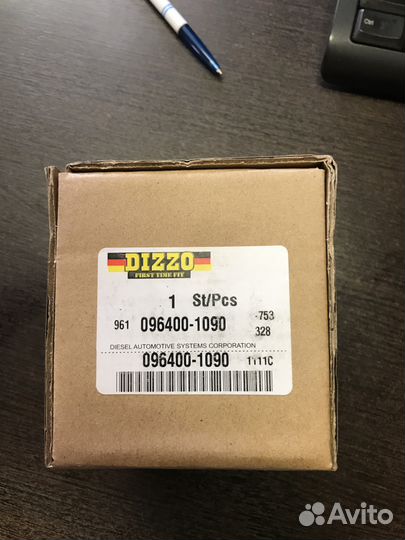 Ctrl
DIZZO
FIRST TIME FIT
1 St/Pcs
961 096400-1090 -753
328
DIESEL AUTOMOTIVE SYSTEMS CORPORATION
096400-1090 1111C
Avito